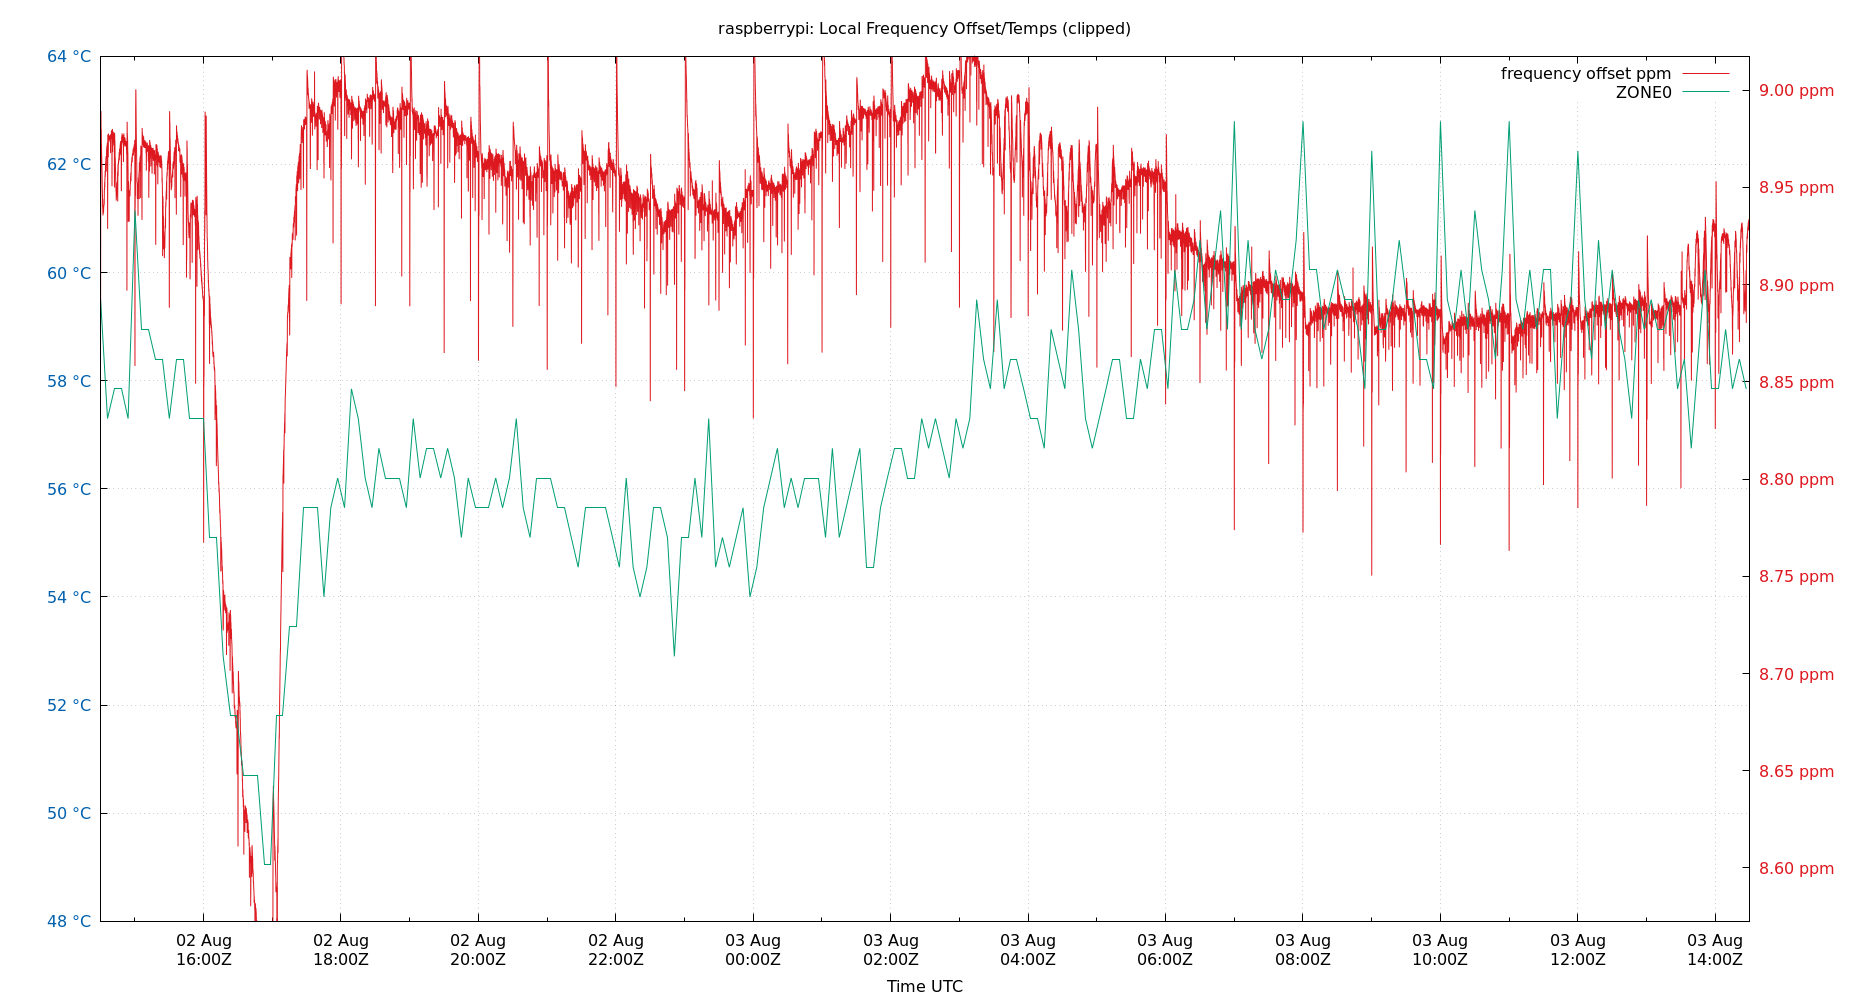 raspberrypi: Local Frequency Offset/Temps (clipped)
frequency offset ppm
ZONE0
64 °C
62 °C
60 °C
58 °C
56 °C
54 °C
52 °C
50 °C
48 °C
9.00 ppm
8.95 ppm
8.90 ppm
8.85 ppm
8.80 ppm
8.75 ppm
8.70 ppm
8.65 ppm
8.60 ppm
02 Aug
16:00Z
02 Aug
18:00Z
02 Aug
20:00Z
02 Aug
22:00Z
03 Aug
00:00Z
03 Aug
02:00Z
03 Aug
04:00Z
03 Aug
06:00Z
03 Aug
08:00Z
03 Aug
10:00Z
03 Aug
12:00Z
03 Aug
14:00Z
Time UTC